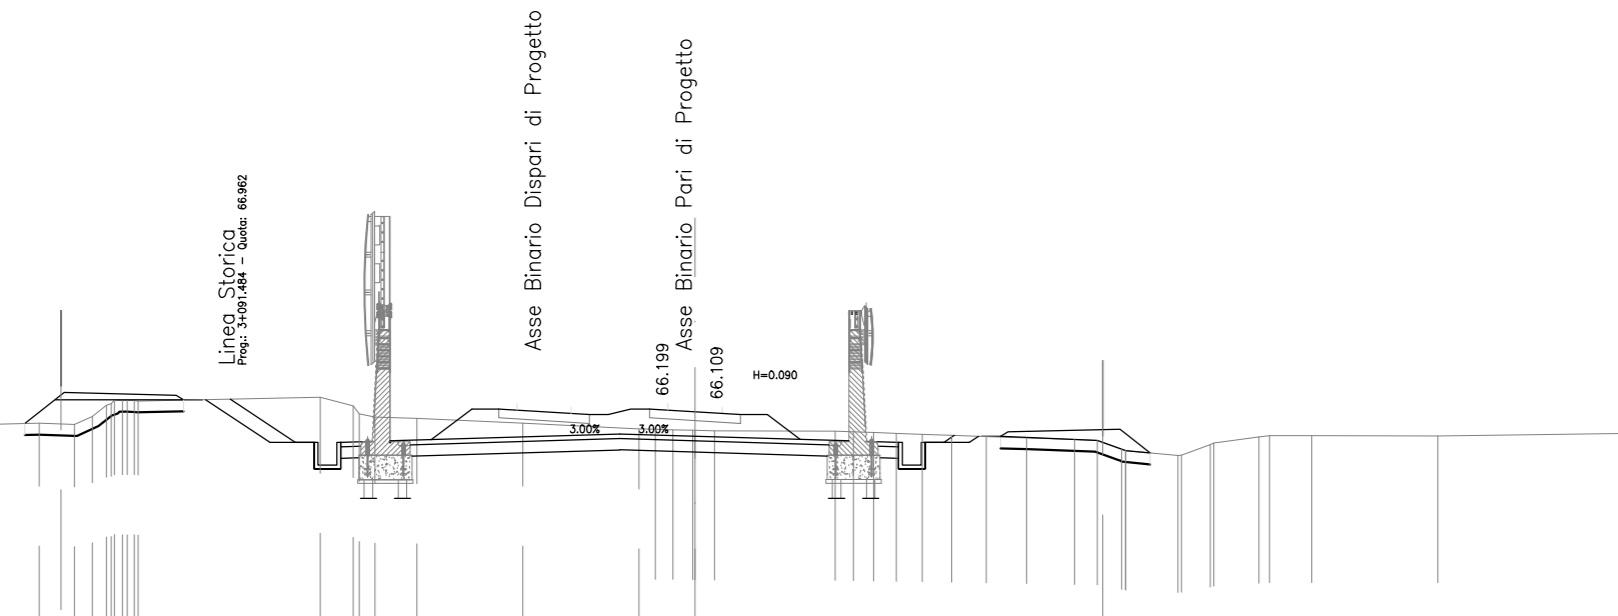 Linea Storica
Prog.: 3+091.484 - Quota: 66.962
Asse Binario Dispari di Progetto
Asse Binario Pari di Progetto
66.199
66.109
H=0.090
3.00%
3.00%